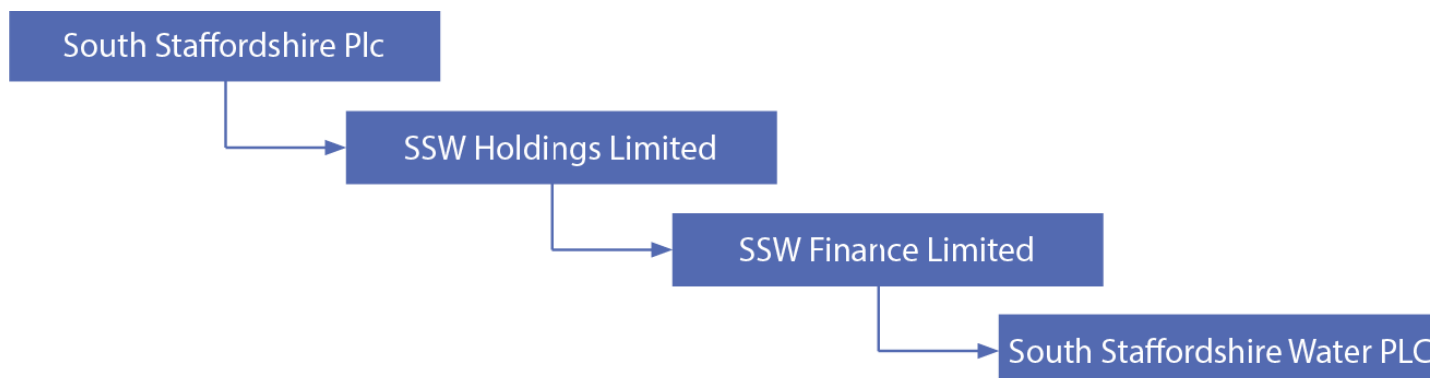 South Staffordshire Plc
SSW Holdings Limited
SSW Finance Limited
South Staffordshire Water PLC